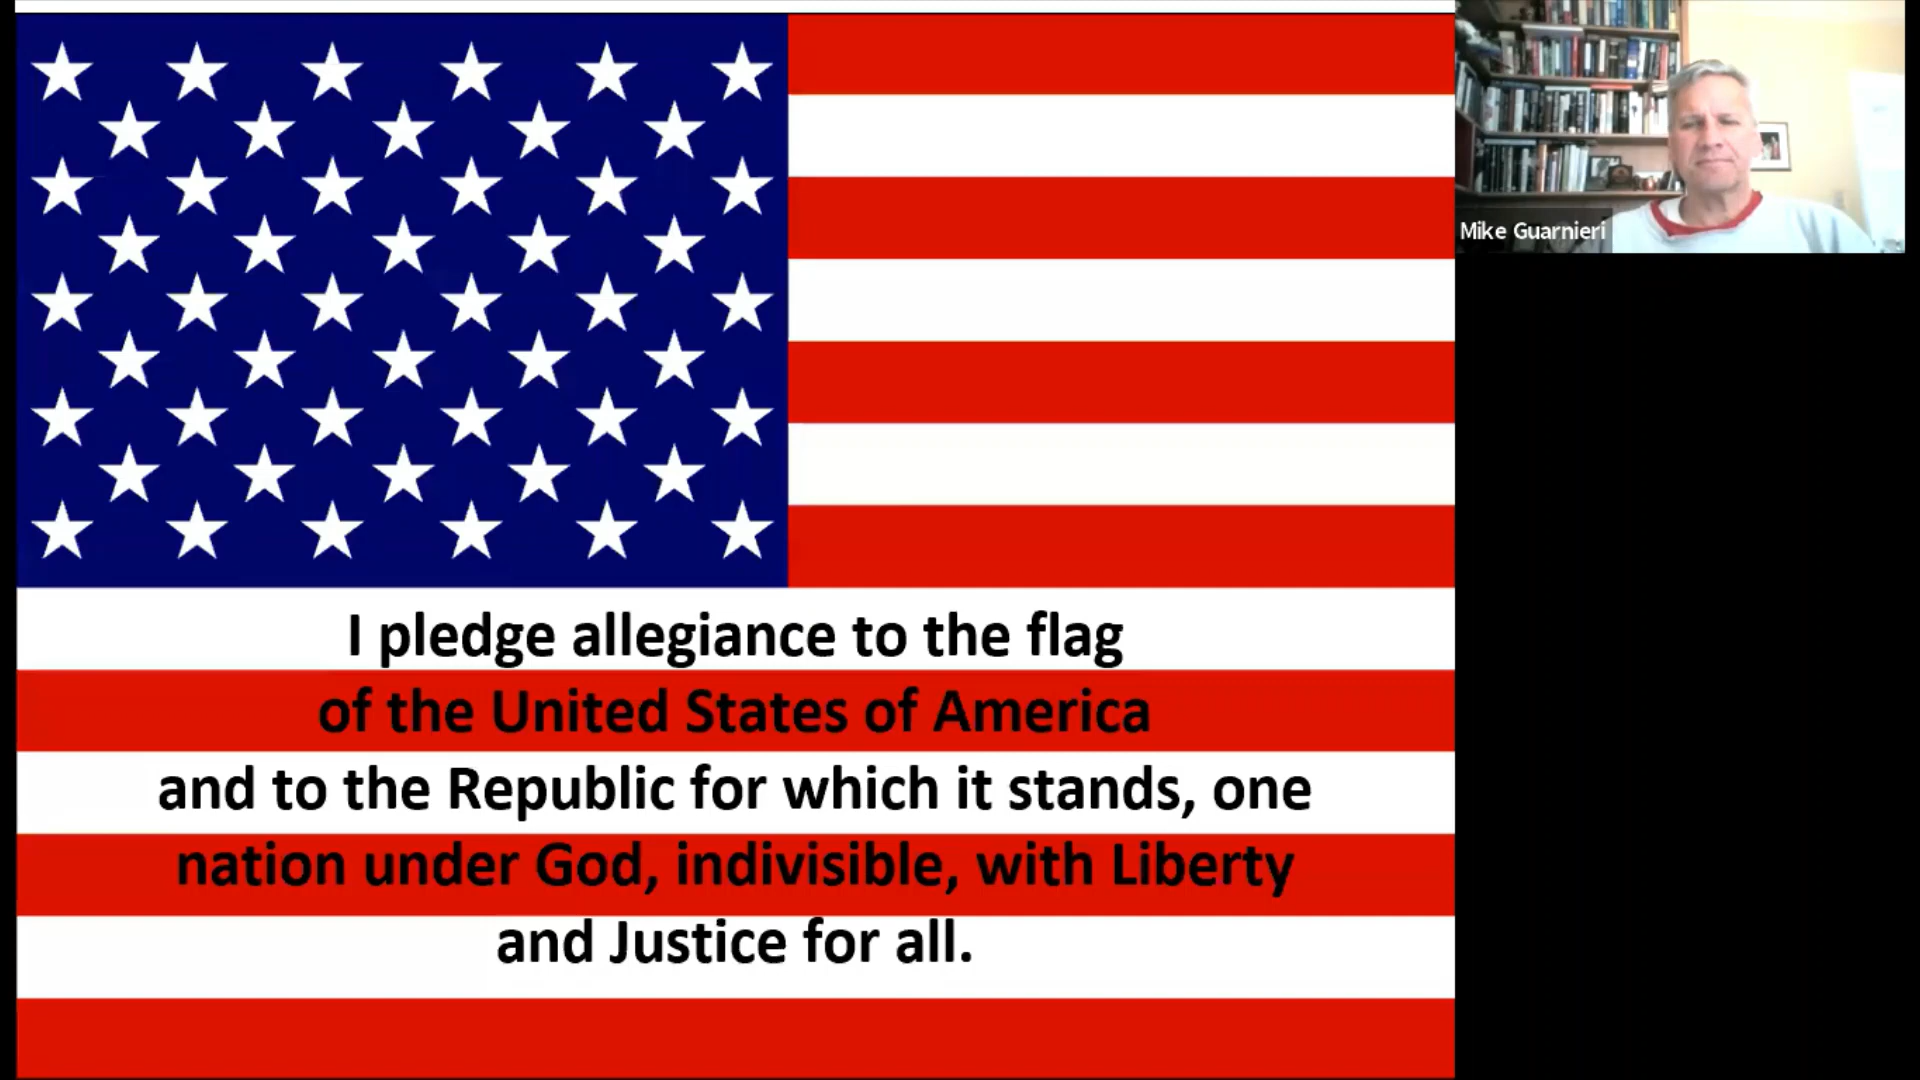 I pledge allegiance to the flag
of the United States of America
and to the Republic for which it stands, one
nation under God, indivisible, with Liberty
and Justice for all.
Mike Guarnieri